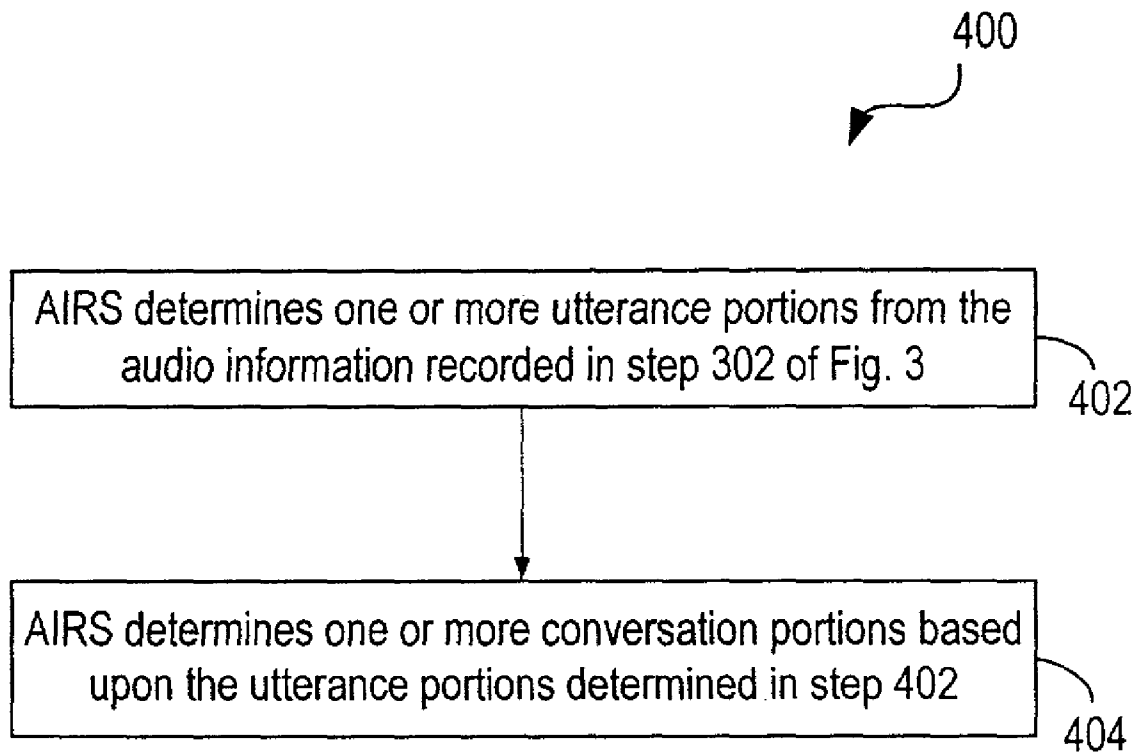 400
AIRS determines one or more utterance portions from the
audio information recorded in step 302 of Fig. 3
402
AIRS determines one or more conversation portions based
upon the utterance portions determined in step 402
404